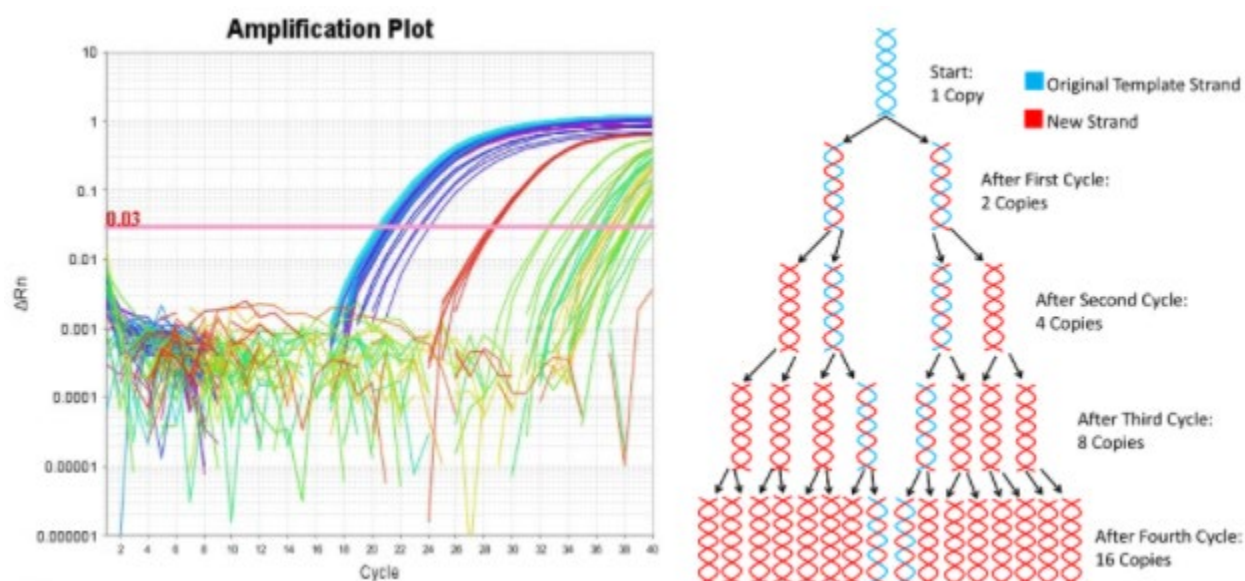 Amplification Plot
10
1
0.1
0.03
0.01
0.001
0.0001
0.00001
0.000001
ΔRn
2 4 6 8 10 12 14 16 18 20 22 24 26 28 30 32 34 36 38 40
Cycle
Start:
1 Copy
Original Template Strand
New Strand
After First Cycle:
2 Copies
After Second Cycle:
4 Copies
After Third Cycle:
8 Copies
After Fourth Cycle:
16 Copies